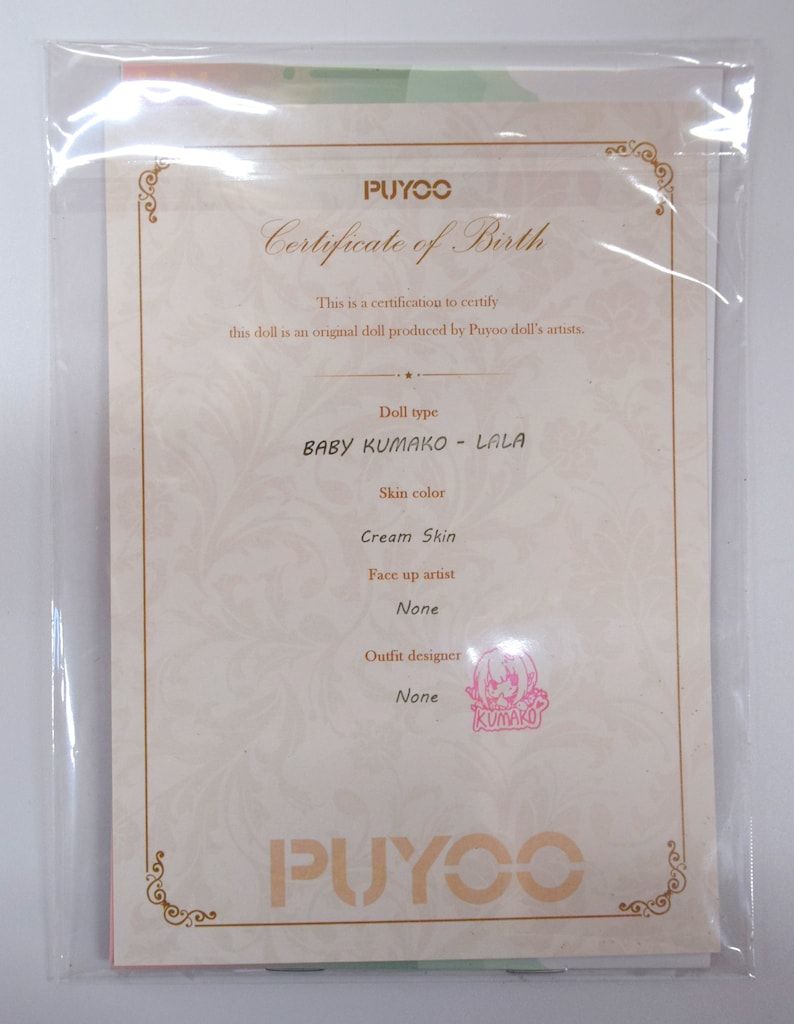 PUYOO
Certificate of Birth
This is a certification to certify
this doll is an original doll produced by Puyoo doll's artists.
Doll type
BABY KUMAKO - LALA
Skin color
Cream Skin
Face up artist
None
Outfit designer
None
KUMAKO
PUYOO